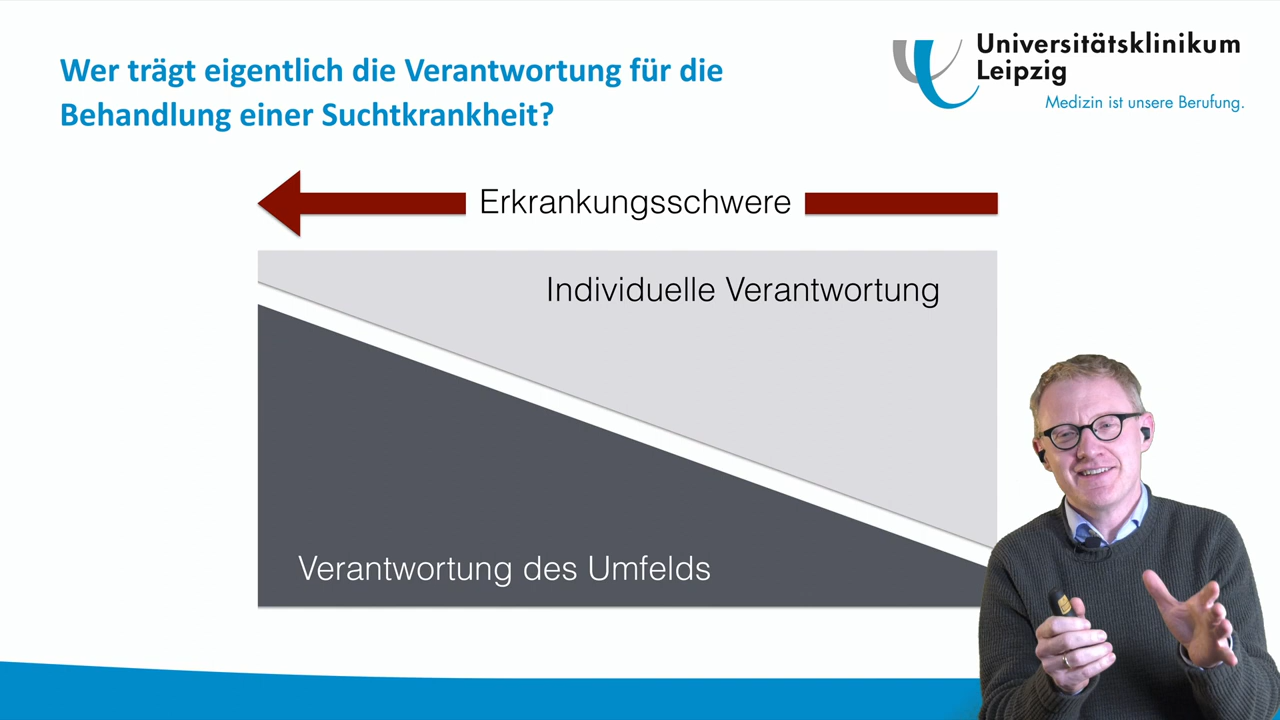 Wer trägt eigentlich die Verantwortung für die
Behandlung einer Suchtkrankheit?
Universitätsklinikum
Leipzig
Medizin ist unsere Berufung.
Erkrankungsschwere
Individuelle Verantwortung
Verantwortung des Umfelds